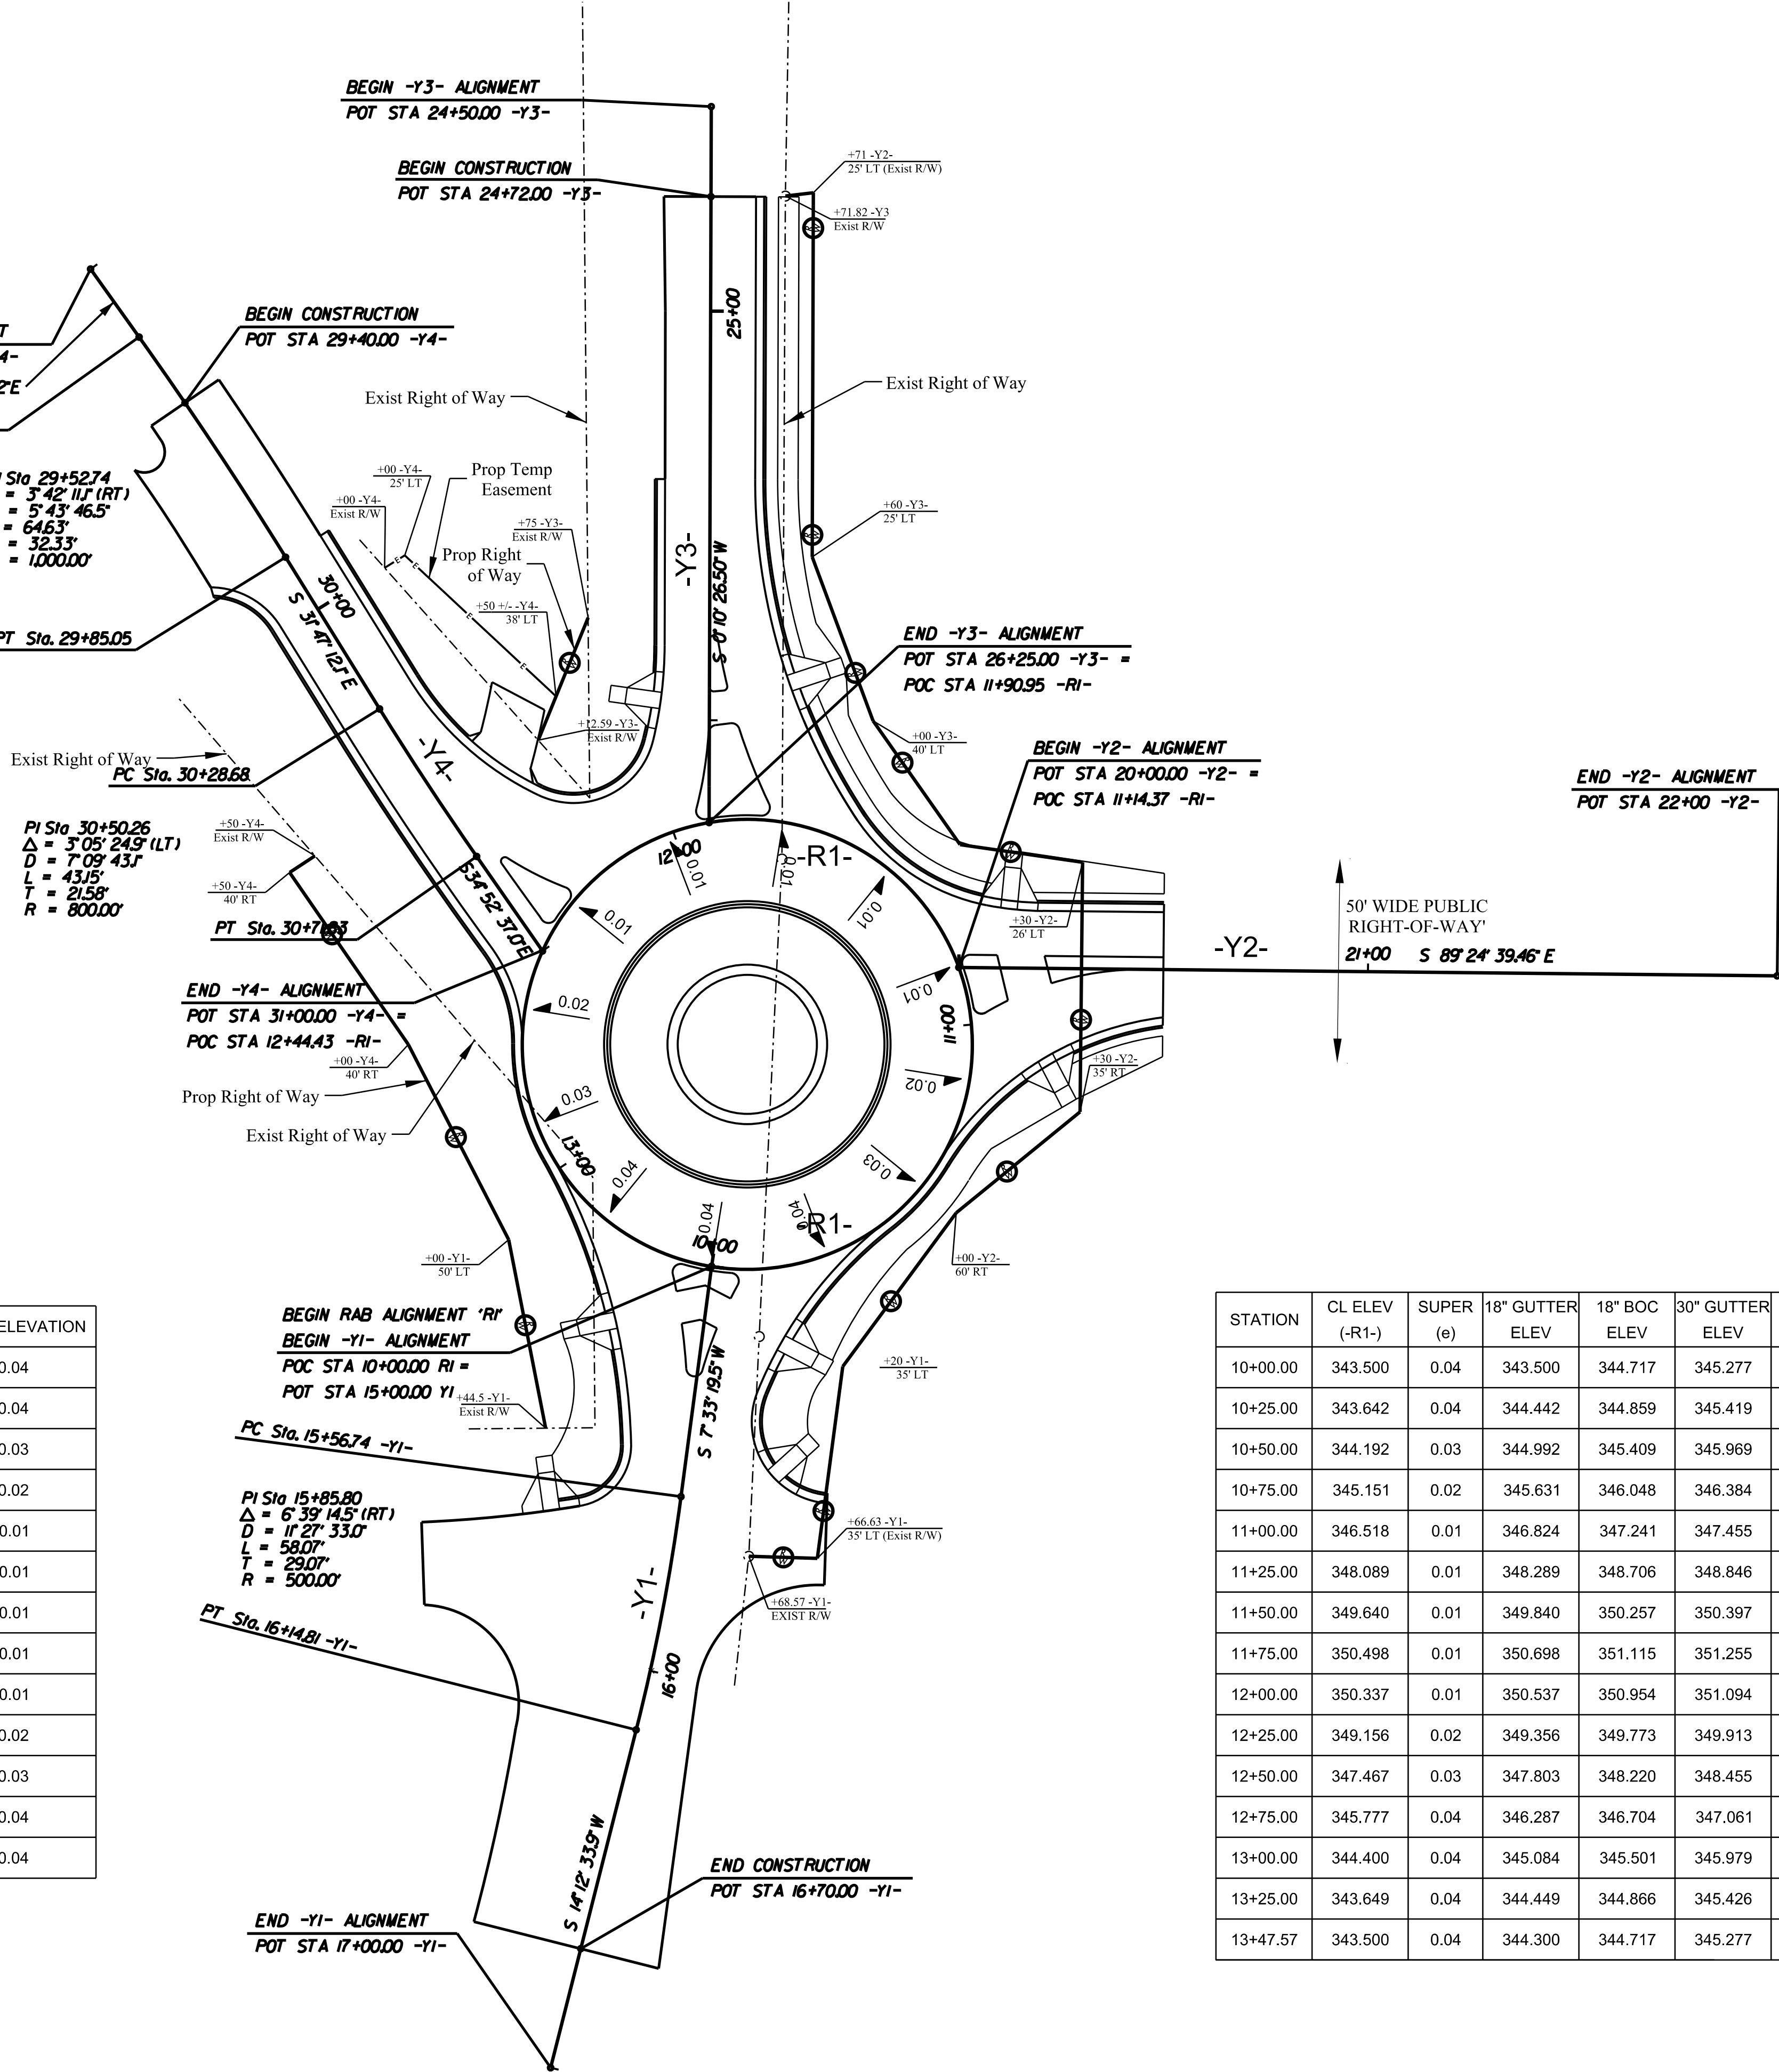 BEGIN -Y3- ALIGNMENT
POT STA 24+50.00 -Y3-
BEGIN CONSTRUCTION
POT STA 24+72.00 -Y3-
+71 -Y2-
25' LT (Exist R/W)
+71.82 -Y3
Exist R/W
25+00
T
4-
2"E
BEGIN CONSTRUCTION
POT STA 29+40.00 -Y4-
Exist Right of Way
Exist Right of Way
I Sta 29+52.74
= 3°42' 11.1" (RT)
= 5°43' 46.5"
= 64.63'
= 32.33'
= 1,000.00'
+00 -Y4-
25' LT
+00 -Y4-
Exist R/W
Prop Temp
Easement
+75 -Y3-
Exist R/W
Prop Right
of Way
+50 +/- -Y4-
38' LT
E
E
E
E
-Y3-
S 0°10' 26.50" W
+60 -Y3-
25' LT
30+00
S 31°47' 12.1" E
PT Sta. 29+85.05
END -Y3- ALIGNMENT
POT STA 26+25.00 -Y3- =
POC STA 11+90.95 -R1-
+12.59 -Y3-
Exist R/W
+00 -Y3-
40' LT
-Y4-
Exist Right of Way
PC Sta. 30+28.68
BEGIN -Y2- ALIGNMENT
POT STA 20+00.00 -Y2- =
POC STA 11+14.37 -R1-
END -Y2- ALIGNMENT
POT STA 22+00 -Y2-
PI Sta 30+50.26
Δ = 3°05' 24.9" (LT)
D = 7°09' 43.1"
L = 43.15'
T = 21.58'
R = 800.00'
+50 -Y4-
Exist R/W
+50 -Y4-
40' RT
PT Sta. 30+71.83
S 34°52' 37.0" E
12+00
-R1-
0.01
0.01
0.01
0.01
0.01
0.02
0.02
0.03
0.03
0.04
0.04
0.04
11+00
13+00
10+00
-R1-
+30 -Y2-
26' LT
-Y2-
50' WIDE PUBLIC
RIGHT-OF-WAY'
21+00 S 89°24' 39.46" E
END -Y4- ALIGNMENT
POT STA 31+00.00 -Y4- =
POC STA 12+44.43 -R1-
+00 -Y4-
40' RT
+30 -Y2-
35' RT
Prop Right of Way
Exist Right of Way
+00 -Y1-
50' LT
+00 -Y2-
60' RT
BEGIN RAB ALIGNMENT 'R1'
BEGIN -Y1- ALIGNMENT
POC STA 10+00.00 R1 =
POT STA 15+00.00 Y1
+44.5 -Y1-
Exist R/W
+20 -Y1-
35' LT
S 7°33' 19.5" W
PC Sta. 15+56.74 -Y1-
PI Sta 15+85.80
Δ = 6°39' 14.5" (RT)
D = 11°27' 33.0"
L = 58.07'
T = 29.07'
R = 500.00'
+66.63 -Y1-
35' LT (Exist R/W)
+68.57 -Y1-
EXIST R/W
-Y1-
PT Sta. 16+14.81 -Y1-
16+00
S 14°12' 33.9" W
END CONSTRUCTION
POT STA 16+70.00 -Y1-
END -Y1- ALIGNMENT
POT STA 17+00.00 -Y1-
ELEVATION
0.04
0.04
0.03
0.02
0.01
0.01
0.01
0.01
0.01
0.02
0.03
0.04
0.04
STATION CL ELEV (-R1-) SUPER (e) 18" GUTTER ELEV 18" BOC ELEV 30" GUTTER ELEV
10+00.00 343.500 0.04 343.500 344.717 345.277
10+25.00 343.642 0.04 344.442 344.859 345.419
10+50.00 344.192 0.03 344.992 345.409 345.969
10+75.00 345.151 0.02 345.631 346.048 346.384
11+00.00 346.518 0.01 346.824 347.241 347.455
11+25.00 348.089 0.01 348.289 348.706 348.846
11+50.00 349.640 0.01 349.840 350.257 350.397
11+75.00 350.498 0.01 350.698 351.115 351.255
12+00.00 350.337 0.01 350.537 350.954 351.094
12+25.00 349.156 0.02 349.356 349.773 349.913
12+50.00 347.467 0.03 347.803 348.220 348.455
12+75.00 345.777 0.04 346.287 346.704 347.061
13+00.00 344.400 0.04 345.084 345.501 345.979
13+25.00 343.649 0.04 344.449 344.866 345.426
13+47.57 343.500 0.04 344.300 344.717 345.277